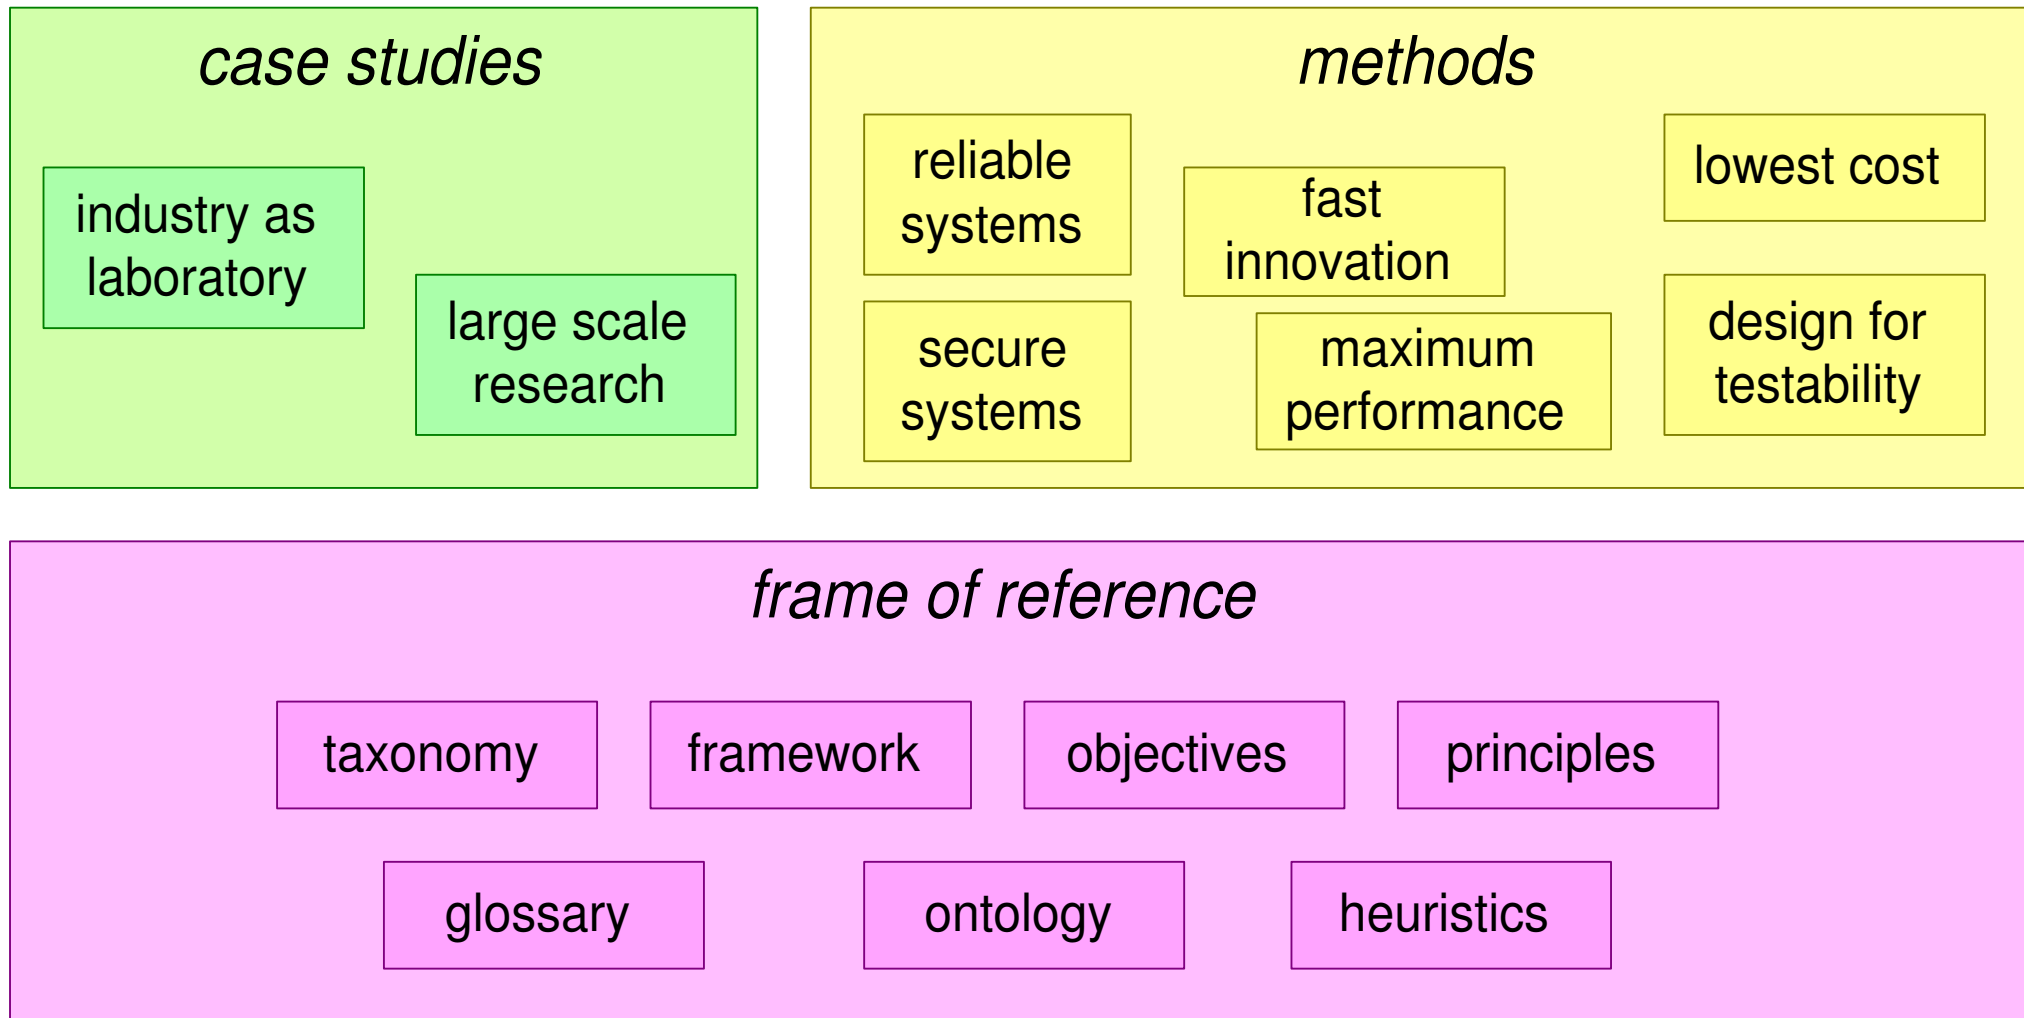 case studies
industry as
laboratory
large scale
research
methods
reliable
systems
fast
innovation
lowest cost
secure
systems
maximum
performance
design for
testability
frame of reference
taxonomy
framework
objectives
principles
glossary
ontology
heuristics